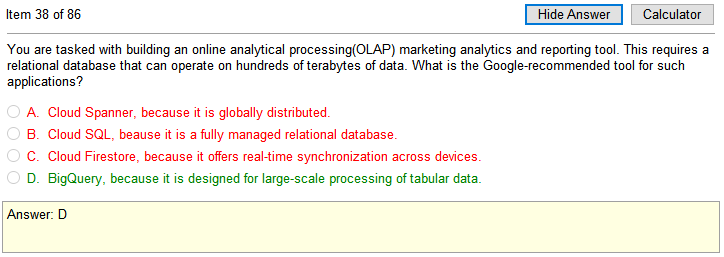 Item 38 of 86
Hide Answer
Calculator
You are tasked with building an online analytical processing(OLAP) marketing analytics and reporting tool. This requires a
relational database that can operate on hundreds of terabytes of data. What is the Google-recommended tool for such
applications?
A. Cloud Spanner, because it is globally distributed.
B. Cloud SQL, beause it is a fully managed relational database.
C. Cloud Firestore, because it offers real-time synchronization across devices.
D. BigQuery, because it is designed for large-scale processing of tabular data.
Answer: D